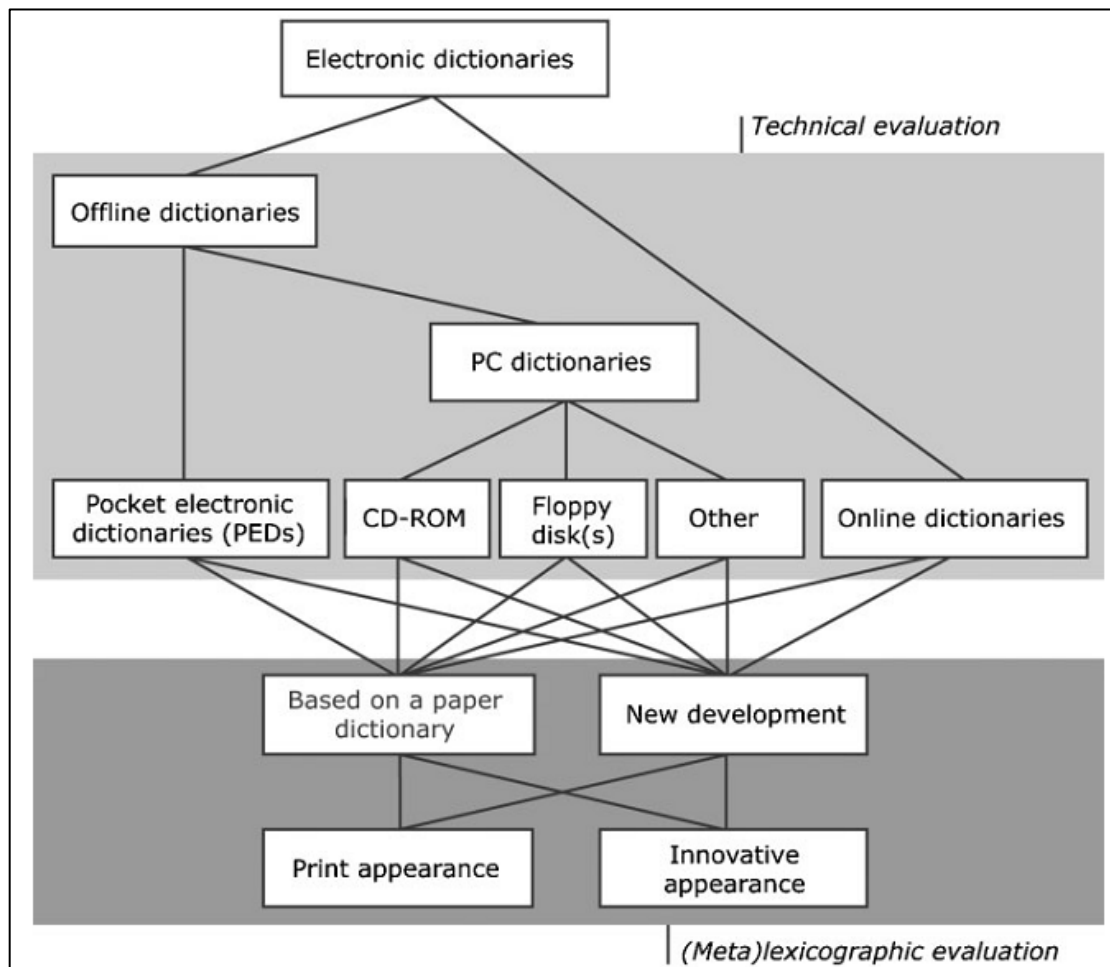 Electronic dictionaries
Technical evaluation
Offline dictionaries
PC dictionaries
Pocket electronic
dictionaries (PEDs)
CD-ROM
Floppy
disk(s)
Other
Online dictionaries
Based on a paper
dictionary
New development
Print appearance
Innovative
appearance
(Meta)lexicographic evaluation